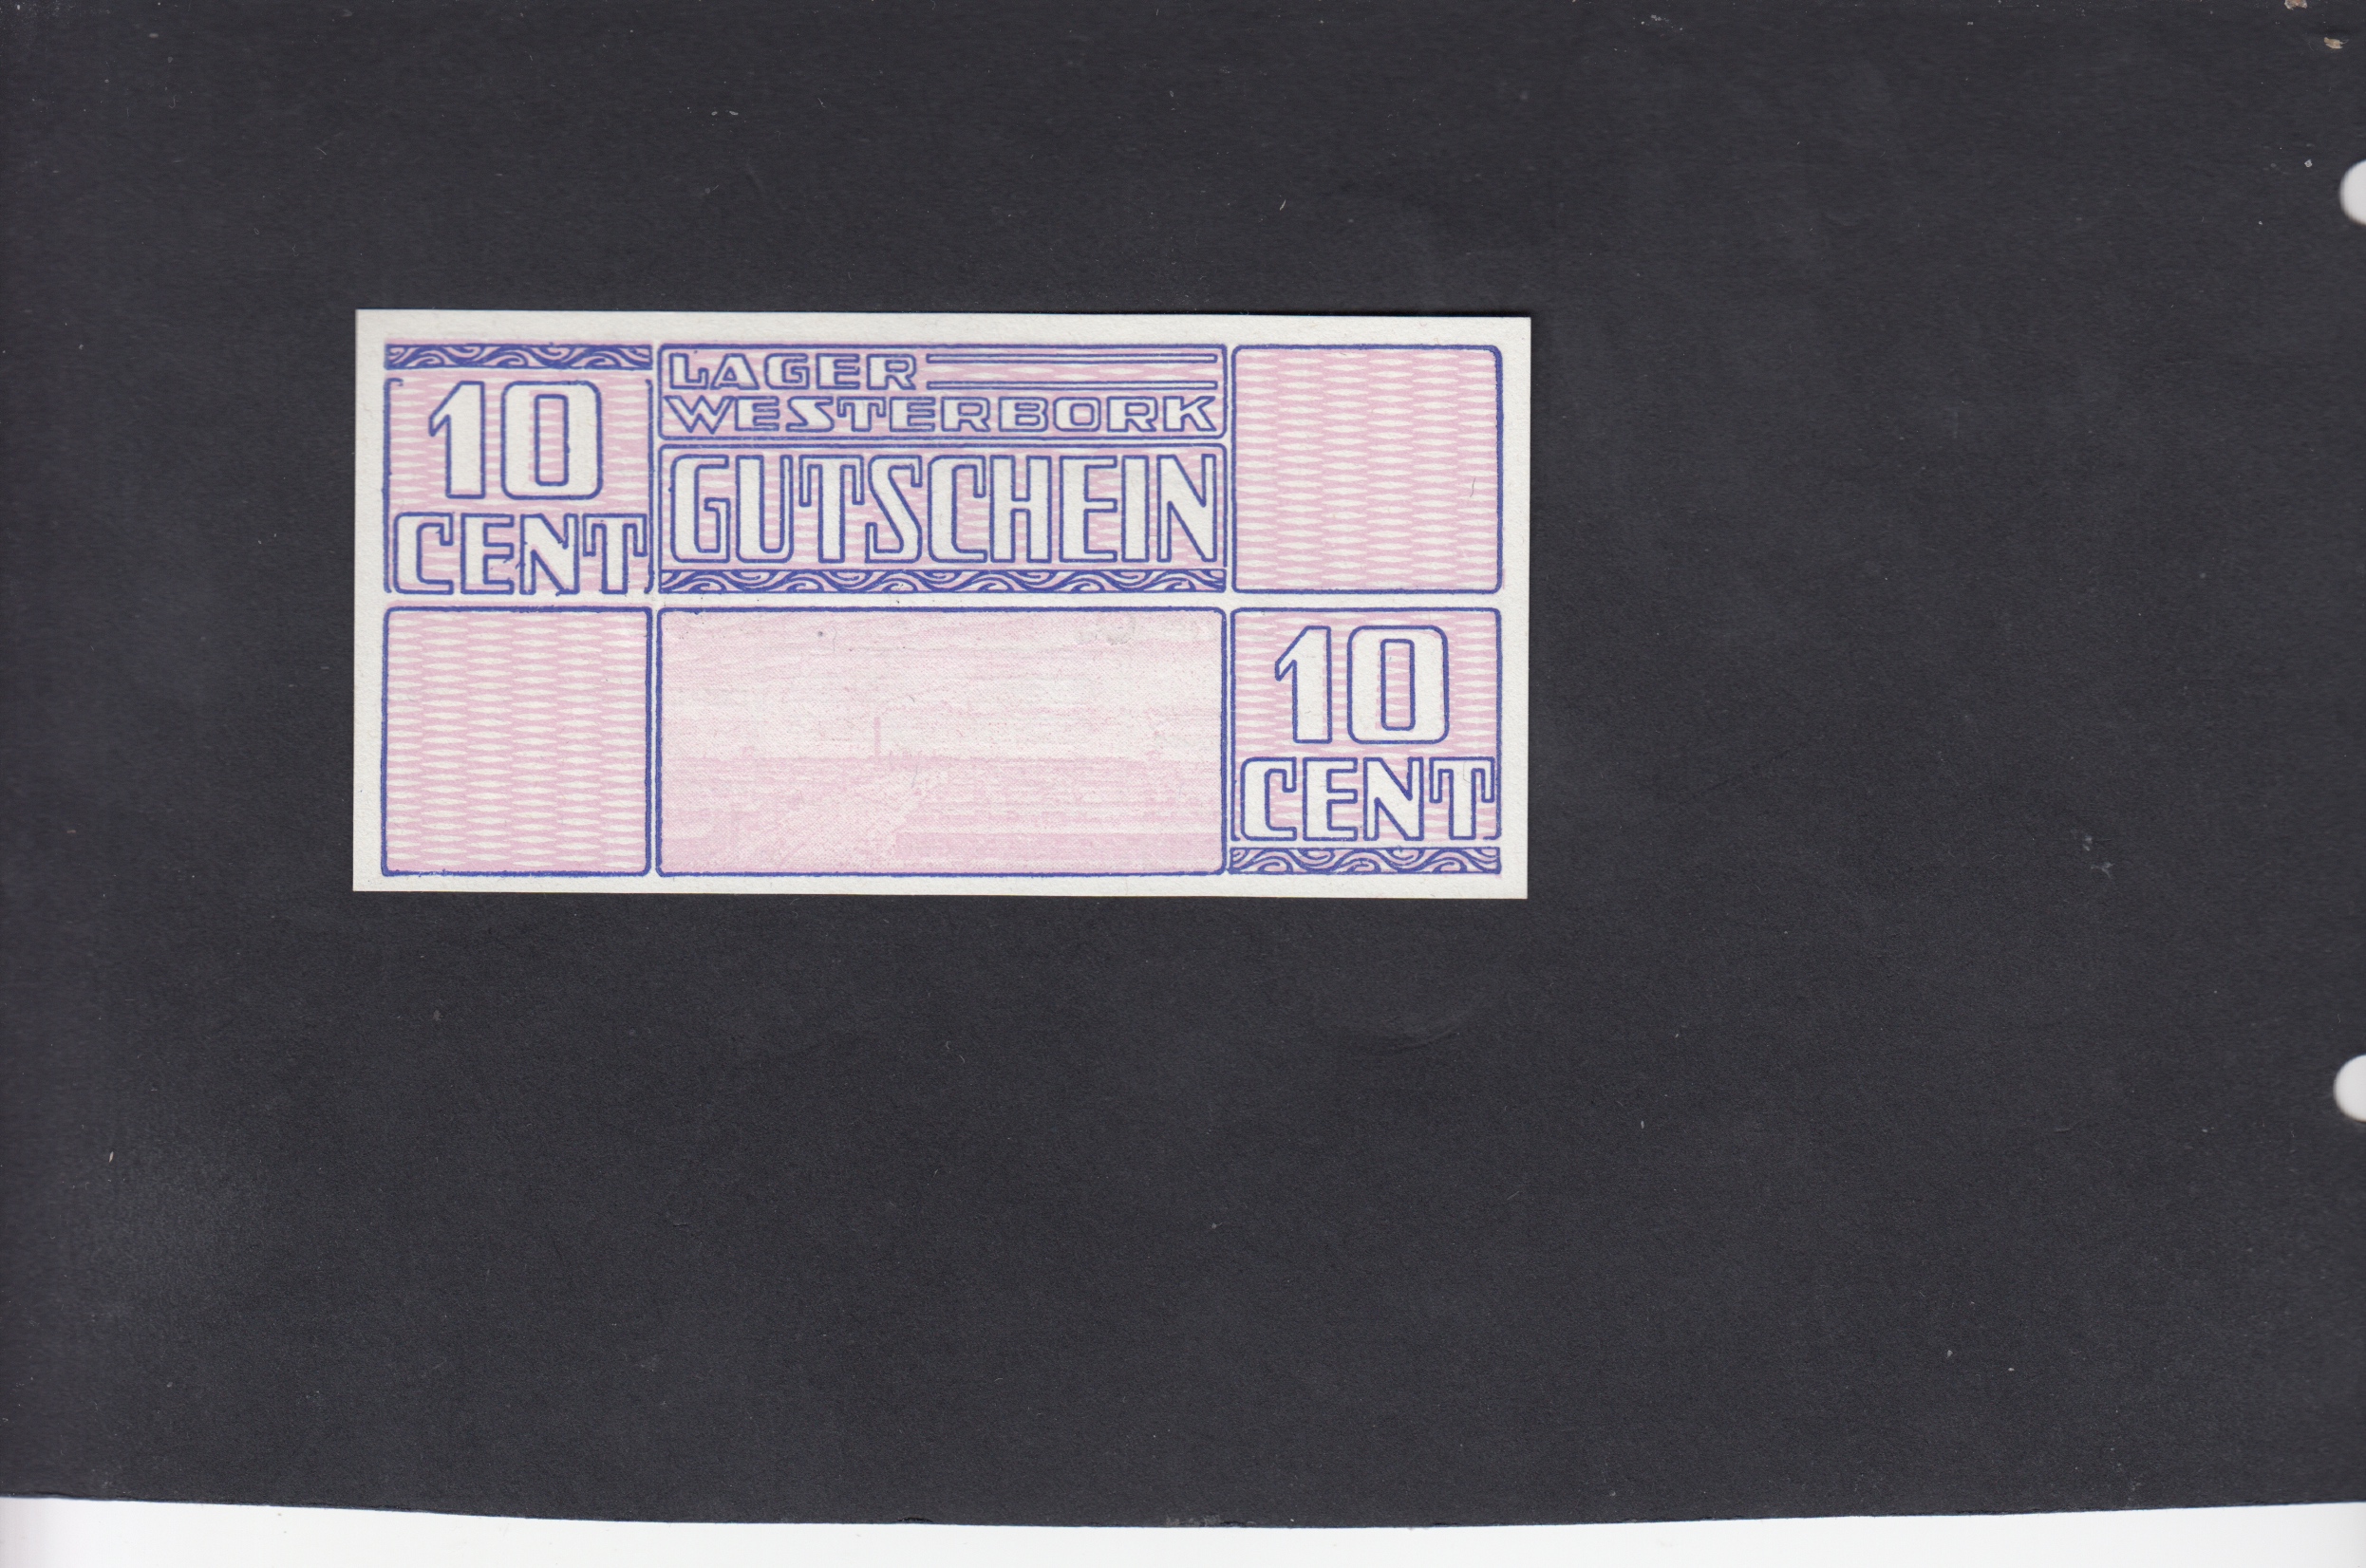 10
CENT
LAGER
WESTERBORK
GUTSCHEIN
10
CENT